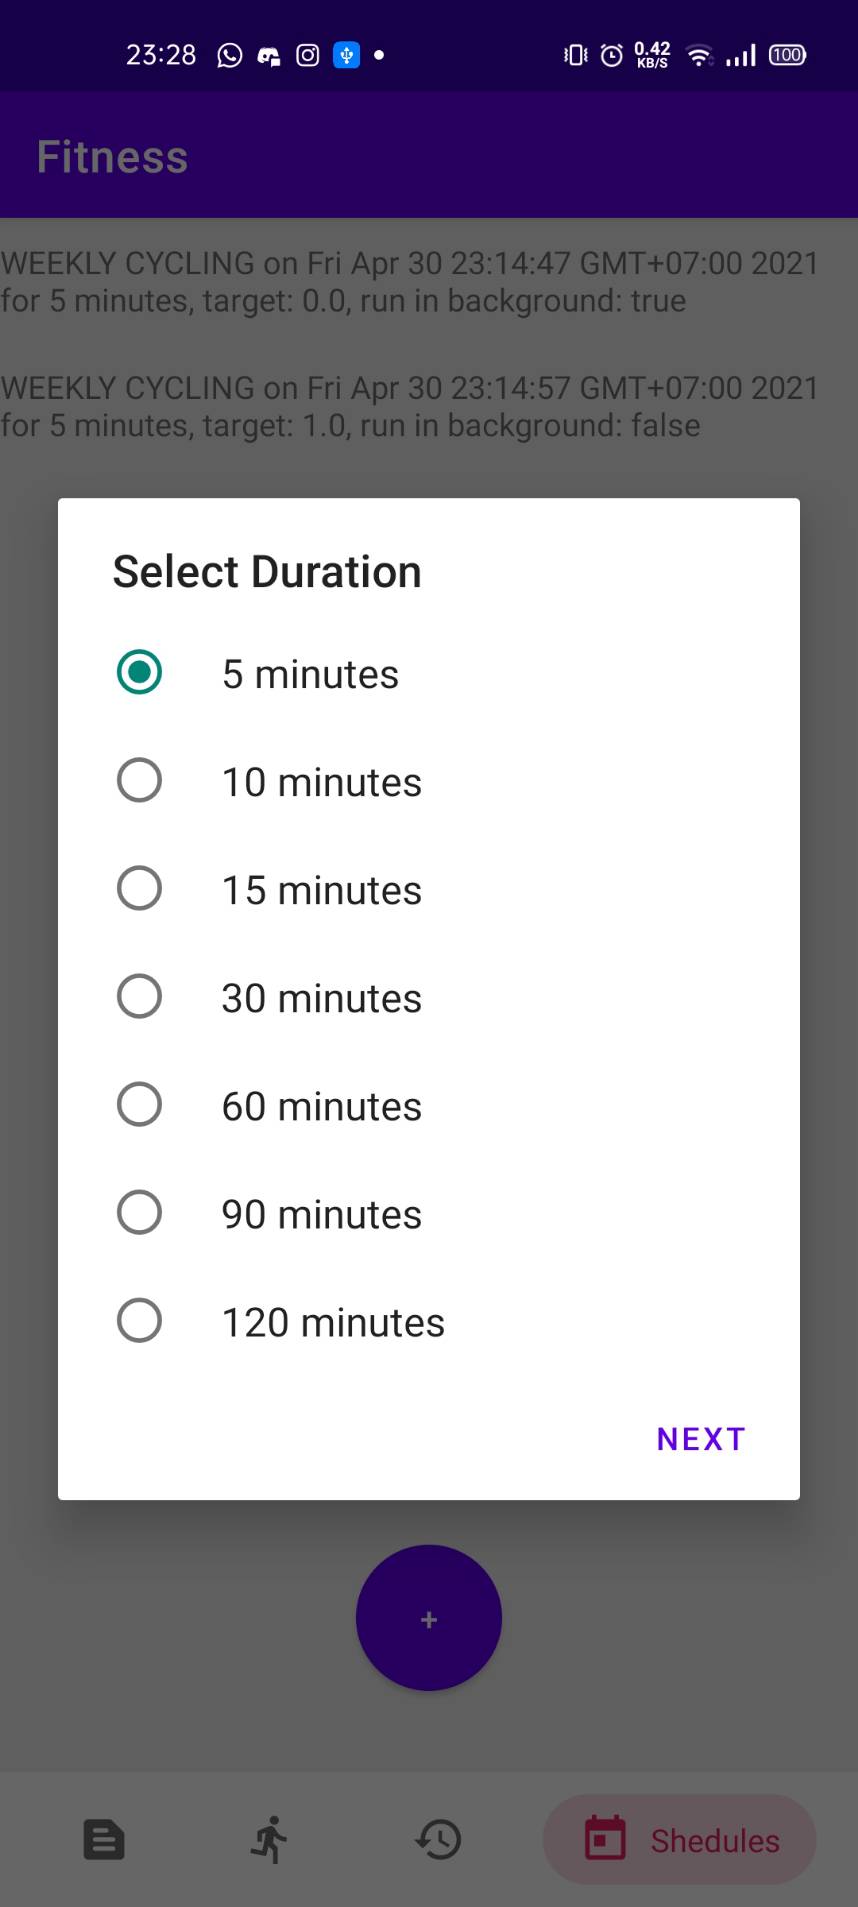 23:28
0.42
KB/S
100
Fitness
WEEKLY CYCLING on Fri Apr 30 23:14:47 GMT+07:00 2021
for 5 minutes, target: 0.0, run in background: true
WEEKLY CYCLING on Fri Apr 30 23:14:57 GMT+07:00 2021
for 5 minutes, target: 1.0, run in background: false
Select Duration
5 minutes
10 minutes
15 minutes
30 minutes
60 minutes
90 minutes
120 minutes
NEXT
+
Shedules